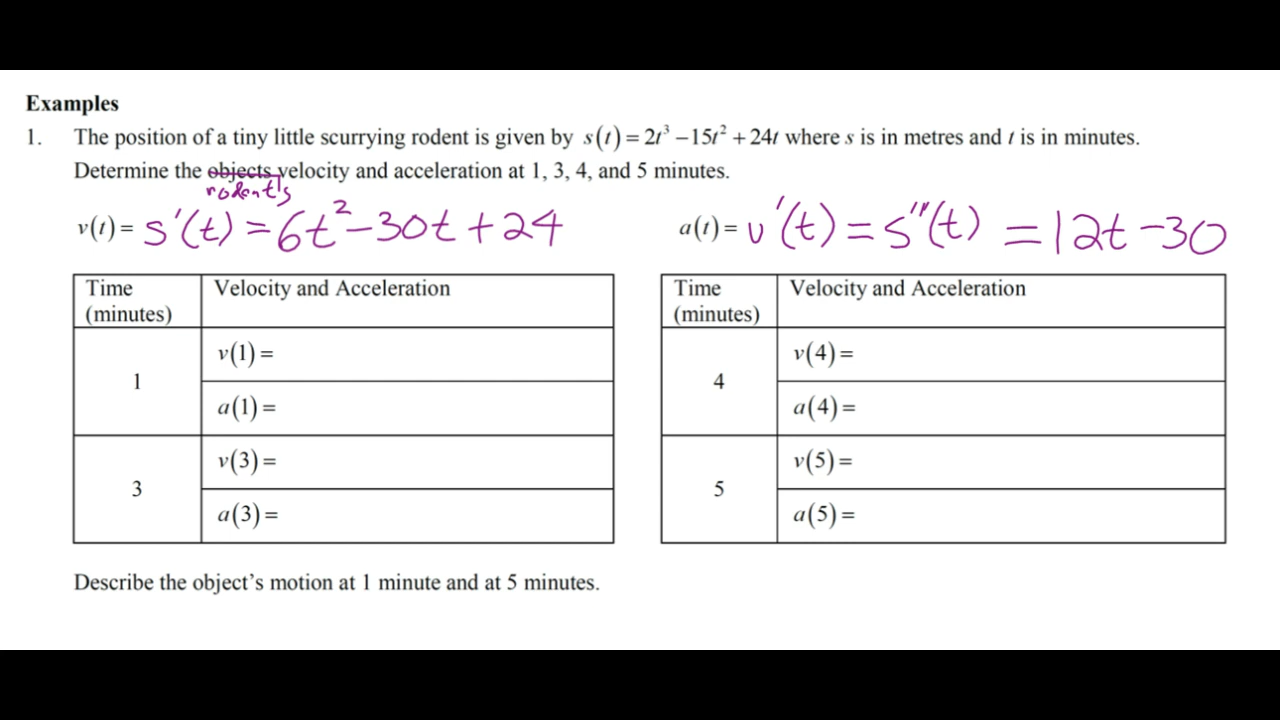 Examples
1. The position of a tiny little scurrying rodent is given by s(t) = 2t³ − 15t² + 24t where s is in metres and t is in minutes.
Determine the objects velocity and acceleration at 1, 3, 4, and 5 minutes.
rodent's
v(t) = s'(t) = 6t² − 30t + 24
a(t) = v'(t) = s''(t) = 12t − 30
Time (minutes) Velocity and Acceleration
1 v(1) =
a(1) =
3 v(3) =
a(3) =
Time (minutes) Velocity and Acceleration
4 v(4) =
a(4) =
5 v(5) =
a(5) =
Describe the object’s motion at 1 minute and at 5 minutes.